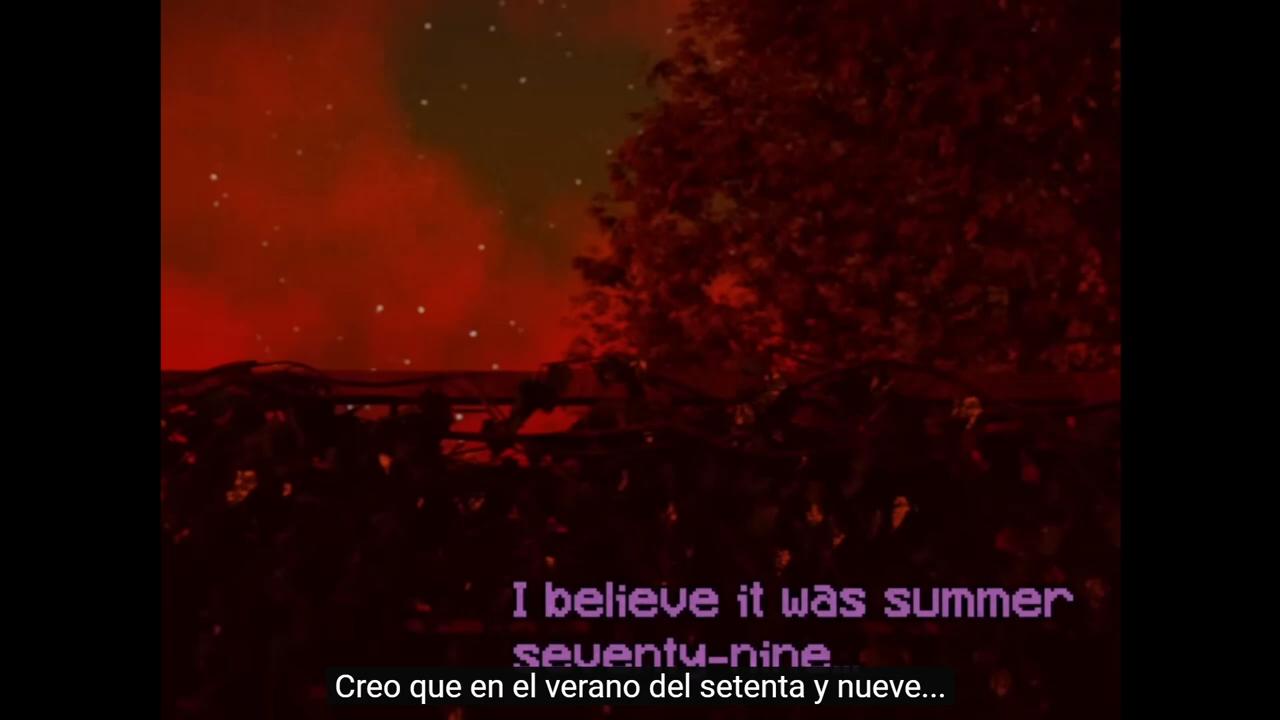 I believe it was summer
seventy-nine...
Creo que en el verano del setenta y nueve...